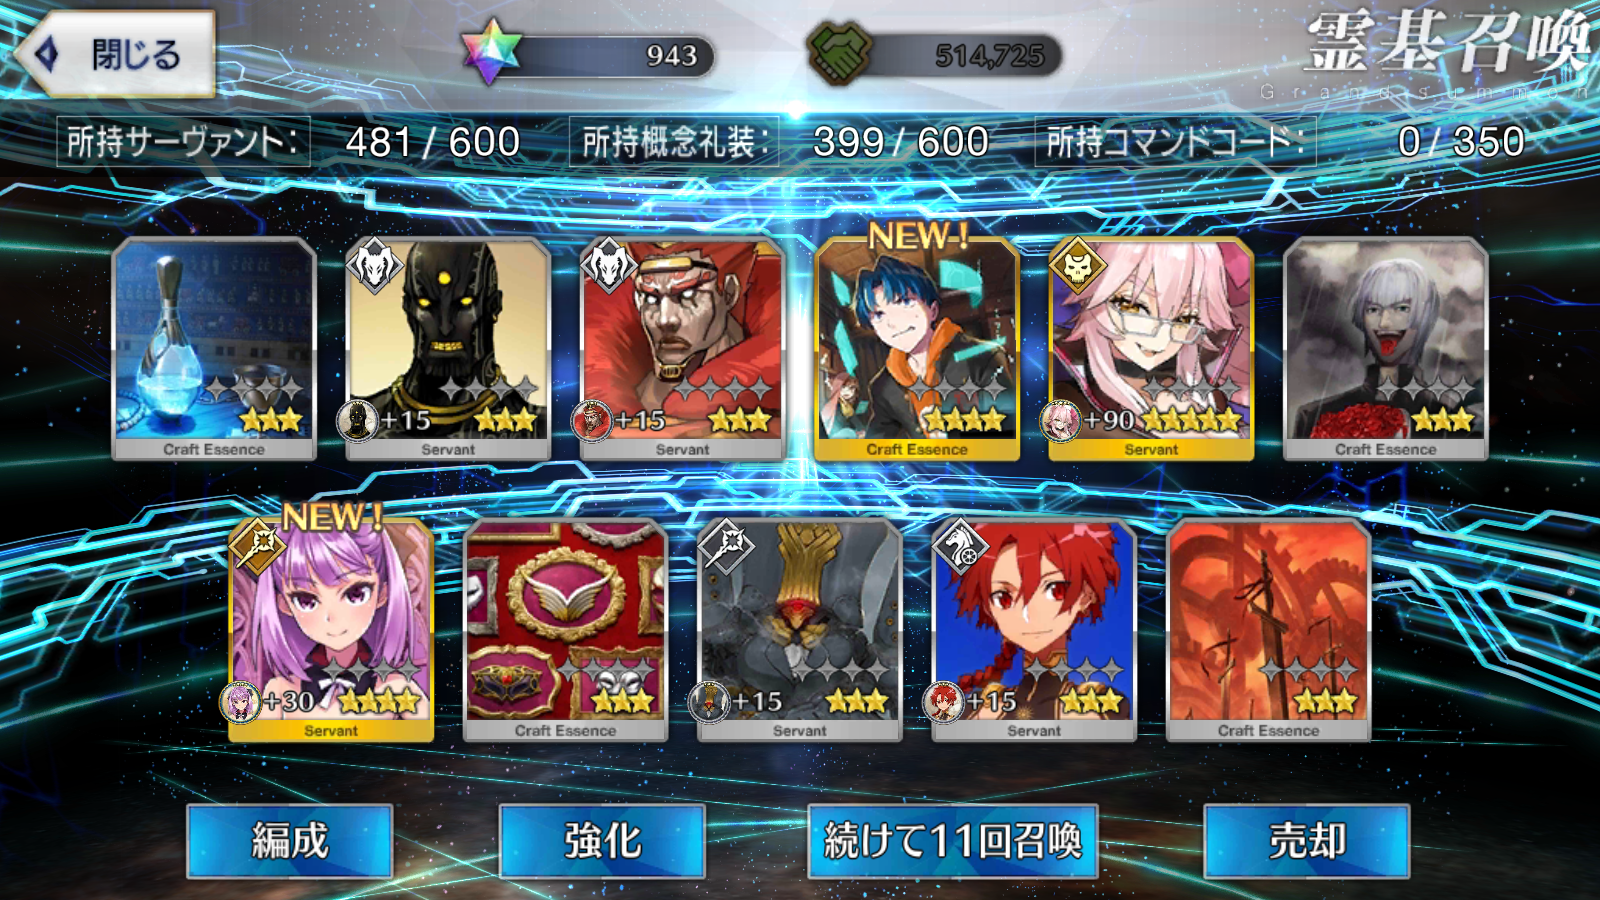 閉じる
943
514,725
霊基召喚
Grand summon
所持サーヴァント: 481 / 600
所持概念礼装: 399 / 600
所持コマンドコード: 0 / 350
NEW!
+15
+15
+90
Craft Essence
Servant
Servant
Craft Essence
Servant
Craft Essence
NEW!
+30
+15
+15
Servant
Craft Essence
Servant
Servant
Craft Essence
編成
強化
続けて11回召喚
売却